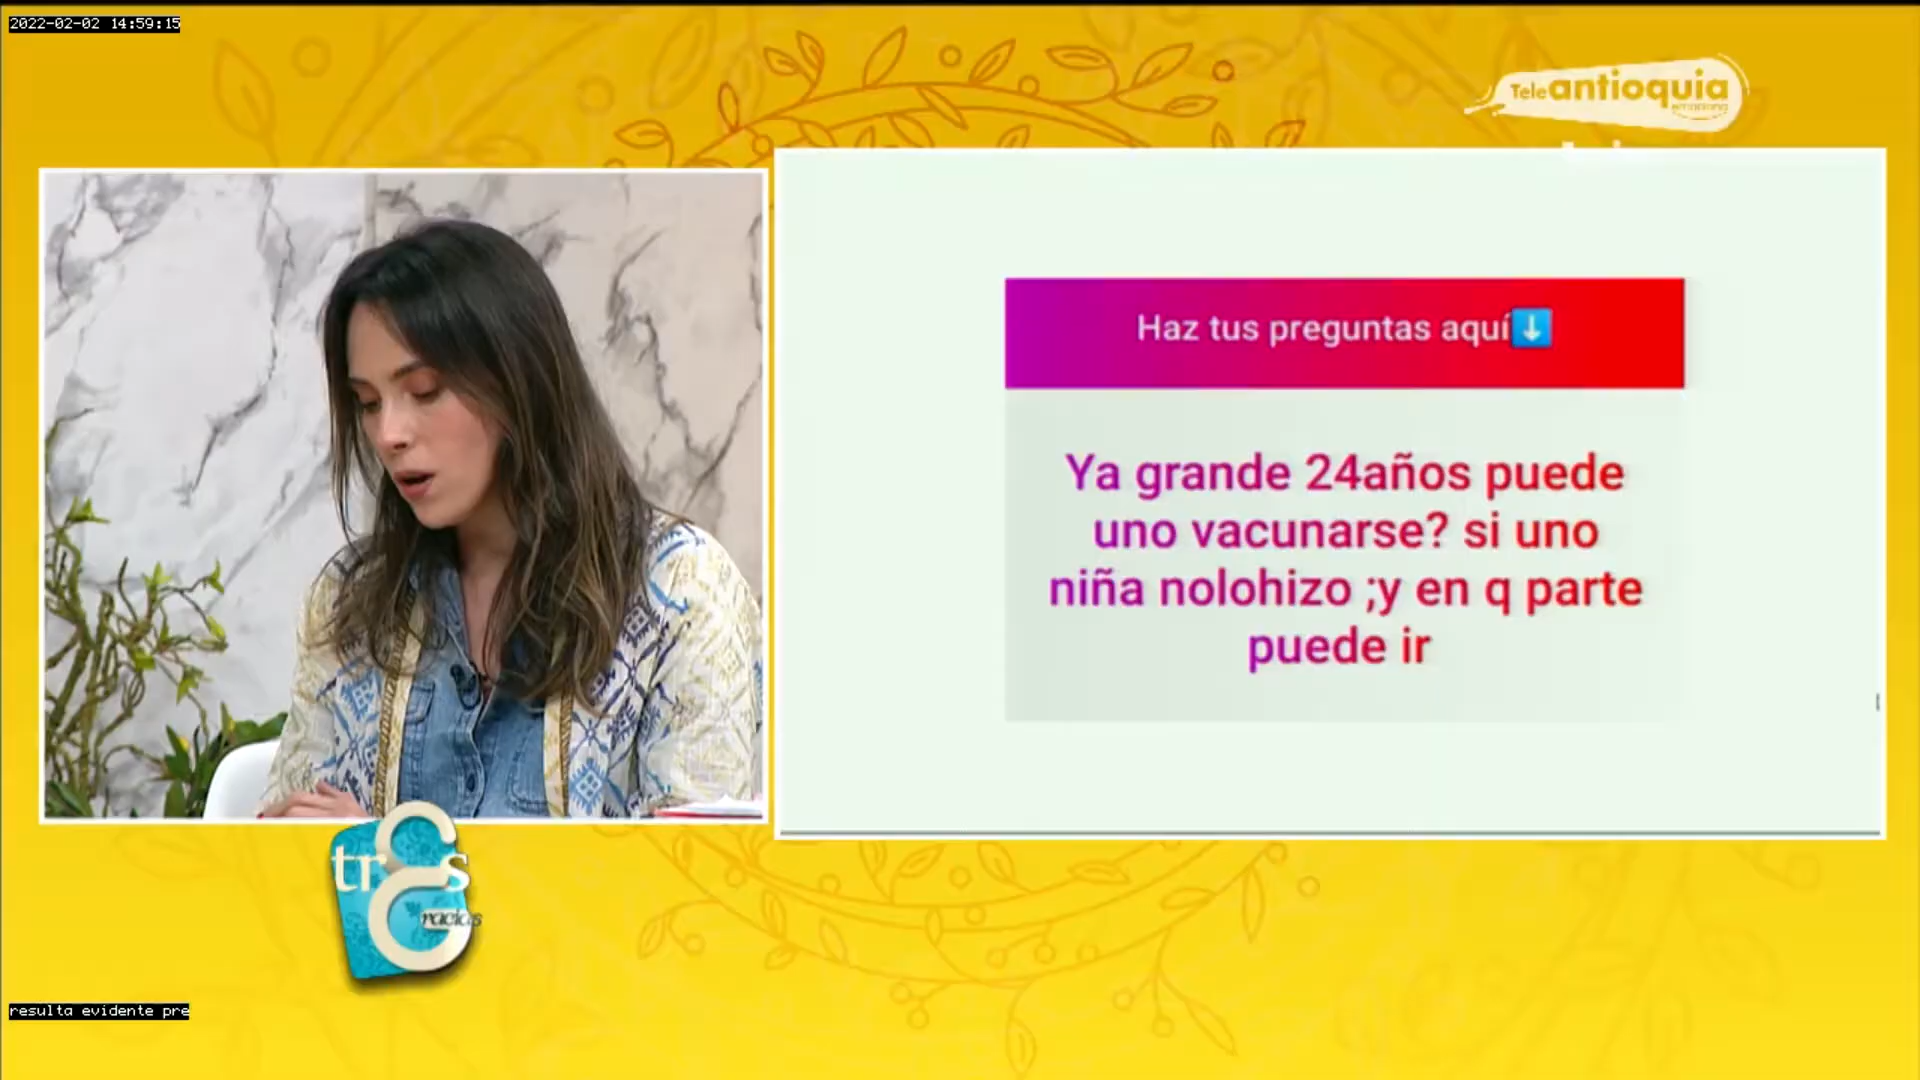 2022-02-02 14:59:15
Teleantioquia
Haz tus preguntas aquí⬇️
Ya grande 24años puede
uno vacunarse? si uno
niña nolohizo ;y en q parte
puede ir
tres
Gracias
resulta evidente pre